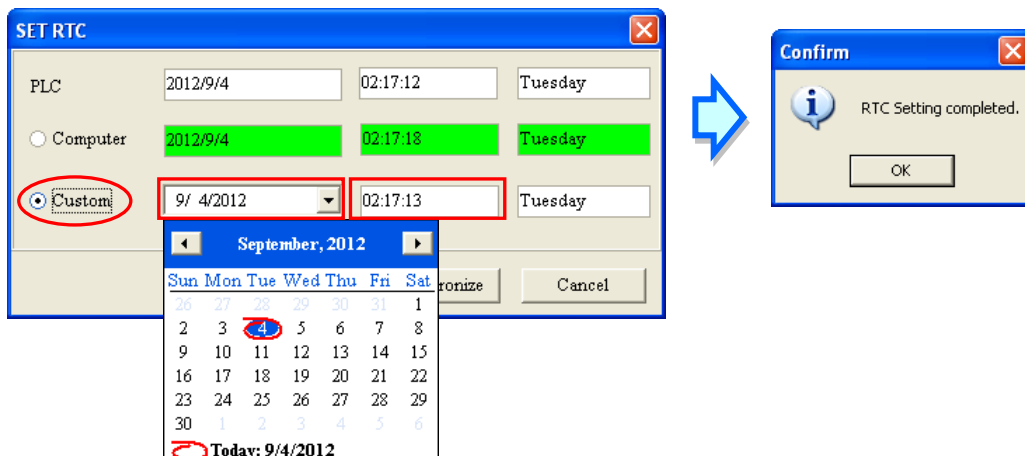 SET RTC
PLC 2012/9/4 02:17:12 Tuesday
Computer 2012/9/4 02:17:18 Tuesday
Custom 9/ 4/2012 02:17:13 Tuesday
September, 2012
Sun Mon Tue Wed Thu Fri Sat
26 27 28 29 30 31 1
2 3 4 5 6 7 8
9 10 11 12 13 14 15
16 17 18 19 20 21 22
23 24 25 26 27 28 29
30 1 2 3 4 5 6
Today: 9/4/2012
ronize Cancel
Confirm
RTC Setting completed.
OK